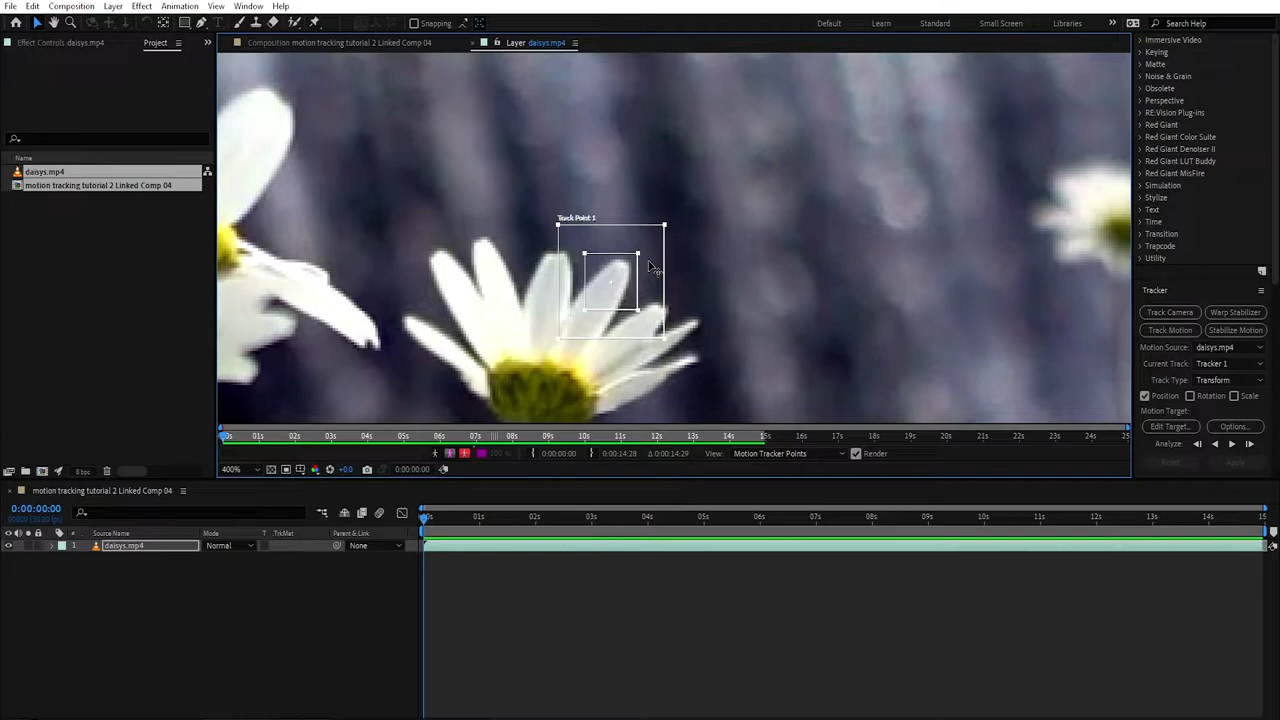 File Edit Composition Layer Effect Animation View Window Help
Snapping
Default Learn Standard Small Screen Libraries Search Help
Effect Controls daisys.mp4 Project
Composition motion tracking tutorial 2 Linked Comp 04
Layer daisys.mp4
Name
daisys.mp4
motion tracking tutorial 2 Linked Comp 04
Track Point 1
Immersive Video
Keying
Matte
Noise & Grain
Obsolete
Perspective
RE:Vision Plug-ins
Red Giant
Red Giant Color Suite
Red Giant Denoiser II
Red Giant LUT Buddy
Red Giant MisFire
Simulation
Stylize
Text
Time
Transition
Trapcode
Utility
Tracker
Track Camera Warp Stabilizer
Track Motion Stabilize Motion
Motion Source: daisys.mp4
Current Track: Tracker 1
Track Type: Transform
Position Rotation Scale
Motion Target:
Edit Target... Options...
Analyze:
Reset Apply
01s 02s 03s 04s 05s 06s 07s 08s 09s 10s 11s 12s 13s 14s 15s 16s 17s 18s 19s 20s 21s 22s 23s 24s 25
100 % 0:00:00:00 0:00:14:28 Δ 0:00:14:29 View: Motion Tracker Points Render
8 bpc 400% +0.0 0:00:00:00
motion tracking tutorial 2 Linked Comp 04
0:00:00:00
# Source Name Mode T .TrkMat Parent & Link
1 daisys.mp4 Normal None
01s 02s 03s 04s 05s 06s 07s 08s 09s 10s 11s 12s 13s 14s 15